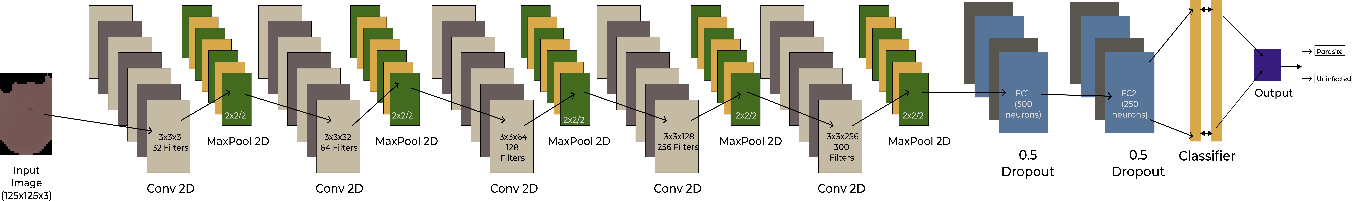 Input
Image
(125x125x3)
3x3x3
32 Filters
Conv 2D
2x2/2
MaxPool 2D
3x3x32
64 Filters
Conv 2D
2x2/2
MaxPool 2D
3x3x64
128
Filters
Conv 2D
2x2/2
MaxPool 2D
3x3x128
256 Filters
Conv 2D
2x2/2
MaxPool 2D
3x3x256
300
Filters
Conv 2D
2x2/2
MaxPool 2D
FC1
(500
neurons)
0.5
Dropout
FC2
(250
neurons)
0.5
Dropout
Classifier
Output
Parasite
Uninfected